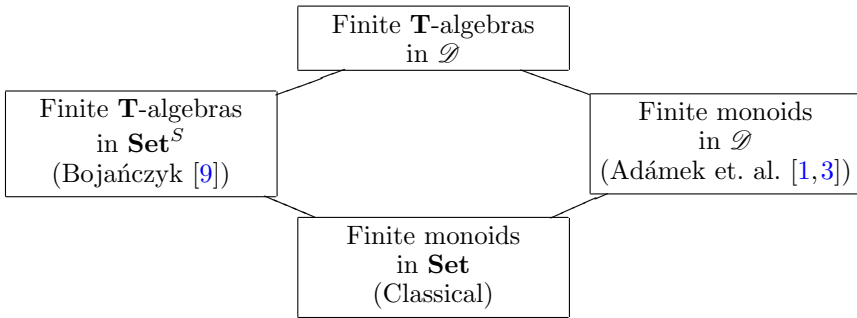 Finite T-algebras
in 𝒟
Finite T-algebras
in Set^S
(Bojańczyk [9])
Finite monoids
in 𝒟
(Adámek et. al. [1,3])
Finite monoids
in Set
(Classical)